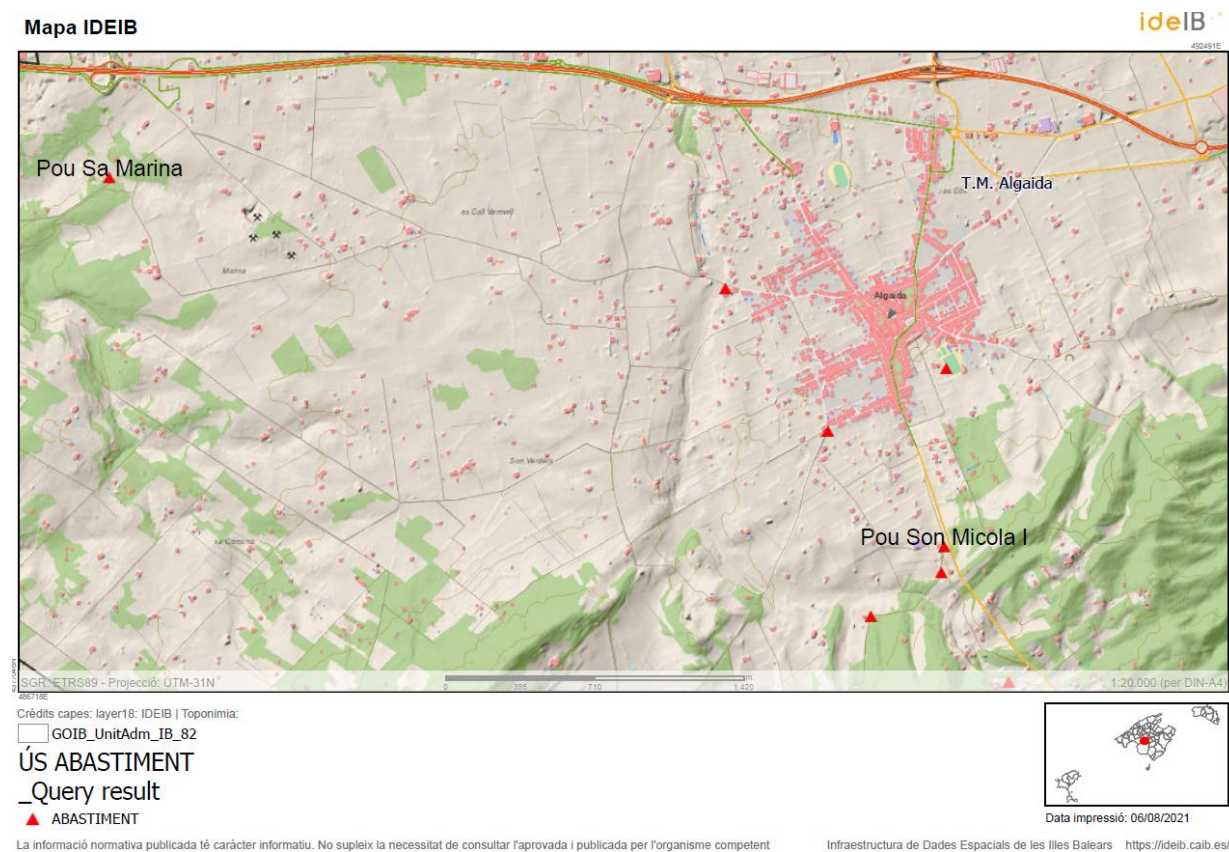 Mapa IDEIB
ideIB
492491E
Pou Sa Marina
T.M. Algaida
es Call Vermell
Marina
Algaida
Son Verdera
Pou Son Micola I
sa Comuna
SGR: ETRS89 - Projecció: UTM-31N
0 355 710 1.420
m.
1:20.000 (per DIN-A4)
486718E
Crèdits capes: layer18: IDEIB | Toponimia:
GOIB_UnitAdm_IB_82
ÚS ABASTIMENT
_Query result
ABASTIMENT
Data impressió: 06/08/2021
La informació normativa publicada té caràcter informatiu. No supleix la necessitat de consultar l'aprovada i publicada per l'organisme competent
Infraestructura de Dades Espacials de les Illes Balears https://ideib.caib.es/